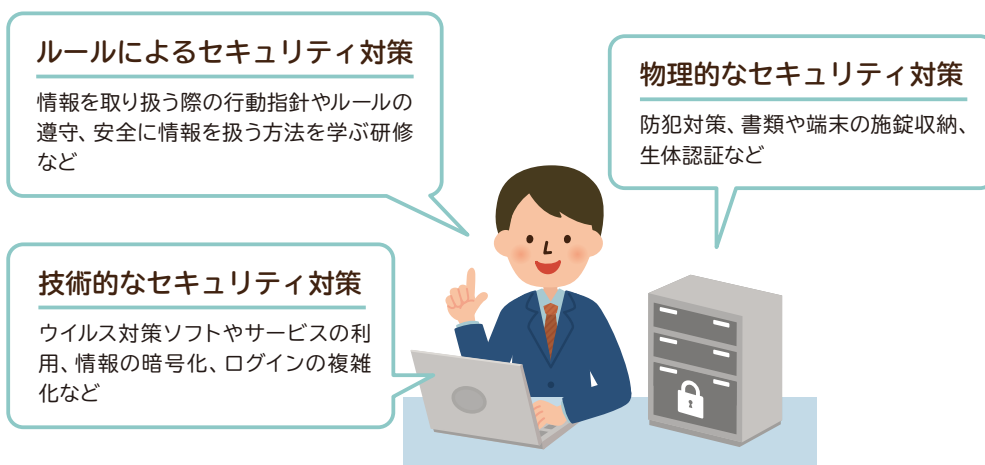 ルールによるセキュリティ対策
情報を取り扱う際の行動指針やルールの
遵守、安全に情報を扱う方法を学ぶ研修
など
物理的なセキュリティ対策
防犯対策、書類や端末の施錠収納、
生体認証など
技術的なセキュリティ対策
ウイルス対策ソフトやサービスの利
用、情報の暗号化、ログインの複雑
化など